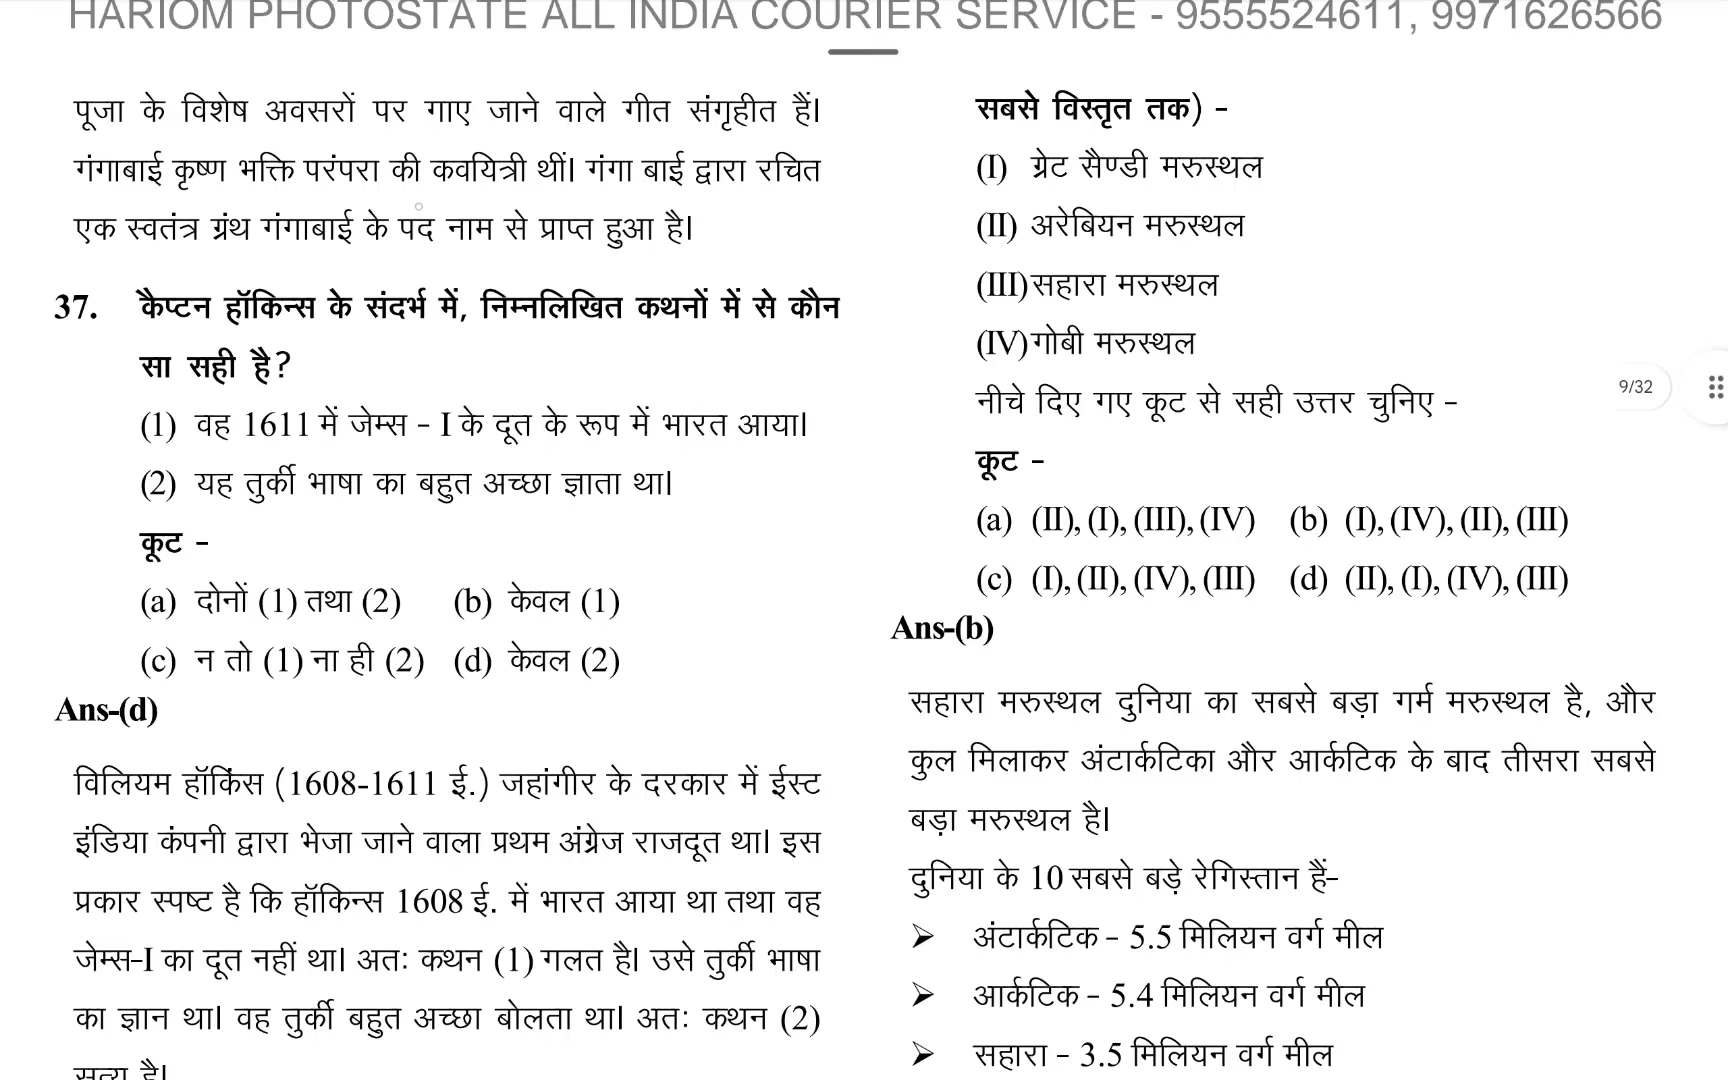 HARIOM PHOTOSTATE ALL INDIA COURIER SERVICE - 9555524611, 9971626566
पूजा के विशेष अवसरों पर गाए जाने वाले गीत संगृहीत हैं।
गंगाबाई कृष्ण भक्ति परंपरा की कवयित्री थीं। गंगा बाई द्वारा रचित
एक स्वतंत्र ग्रंथ गंगाबाई के पद नाम से प्राप्त हुआ है।
37. कैप्टन हॉकिन्स के संदर्भ में, निम्नलिखित कथनों में से कौन
सा सही है?
(1) वह 1611 में जेम्स - I के दूत के रूप में भारत आया।
(2) यह तुर्की भाषा का बहुत अच्छा ज्ञाता था।
कूट -
(a) दोनों (1) तथा (2) (b) केवल (1)
(c) न तो (1) ना ही (2) (d) केवल (2)
Ans-(d)
विलियम हॉकिंस (1608-1611 ई.) जहांगीर के दरकार में ईस्ट
इंडिया कंपनी द्वारा भेजा जाने वाला प्रथम अंग्रेज राजदूत था। इस
प्रकार स्पष्ट है कि हॉकिन्स 1608 ई. में भारत आया था तथा वह
जेम्स-I का दूत नहीं था। अतः कथन (1) गलत है। उसे तुर्की भाषा
का ज्ञान था। वह तुर्की बहुत अच्छा बोलता था। अतः कथन (2)
सत्य है।
सबसे विस्तृत तक) -
(I) ग्रेट सैण्डी मरुस्थल
(II) अरेबियन मरुस्थल
(III) सहारा मरुस्थल
(IV) गोबी मरुस्थल
नीचे दिए गए कूट से सही उत्तर चुनिए -
कूट -
(a) (II), (I), (III), (IV) (b) (I), (IV), (II), (III)
(c) (I), (II), (IV), (III) (d) (II), (I), (IV), (III)
Ans-(b)
सहारा मरुस्थल दुनिया का सबसे बड़ा गर्म मरुस्थल है, और
कुल मिलाकर अंटार्कटिका और आर्कटिक के बाद तीसरा सबसे
बड़ा मरुस्थल है।
दुनिया के 10 सबसे बड़े रेगिस्तान हैं-
➤ अंटार्कटिक - 5.5 मिलियन वर्ग मील
➤ आर्कटिक - 5.4 मिलियन वर्ग मील
➤ सहारा - 3.5 मिलियन वर्ग मील
9/32